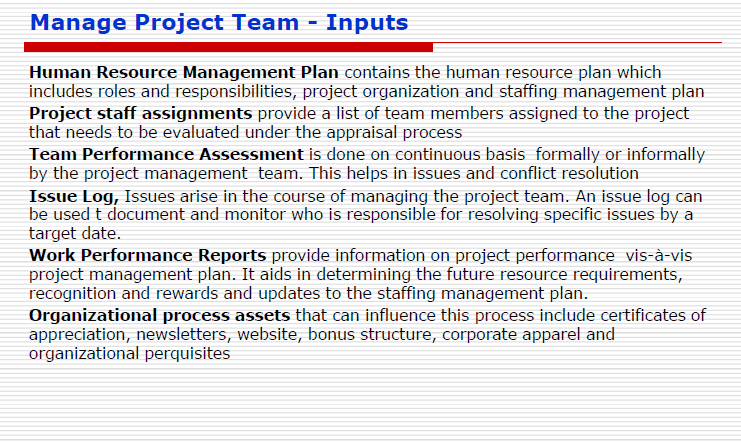 Manage Project Team - Inputs
Human Resource Management Plan contains the human resource plan which
includes roles and responsibilities, project organization and staffing management plan
Project staff assignments provide a list of team members assigned to the project
that needs to be evaluated under the appraisal process
Team Performance Assessment is done on continuous basis  formally or informally
by the project management  team. This helps in issues and conflict resolution
Issue Log, Issues arise in the course of managing the project team. An issue log can
be used t document and monitor who is responsible for resolving specific issues by a
target date.
Work Performance Reports provide information on project performance  vis-à-vis
project management plan. It aids in determining the future resource requirements,
recognition and rewards and updates to the staffing management plan.
Organizational process assets that can influence this process include certificates of
appreciation, newsletters, website, bonus structure, corporate apparel and
organizational perquisites